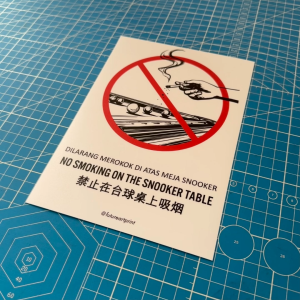 DILARANG MEROKOK DI ATAS MEJA SNOOKER
NO SMOKING ON THE SNOOKER TABLE
禁止在台球桌上吸烟